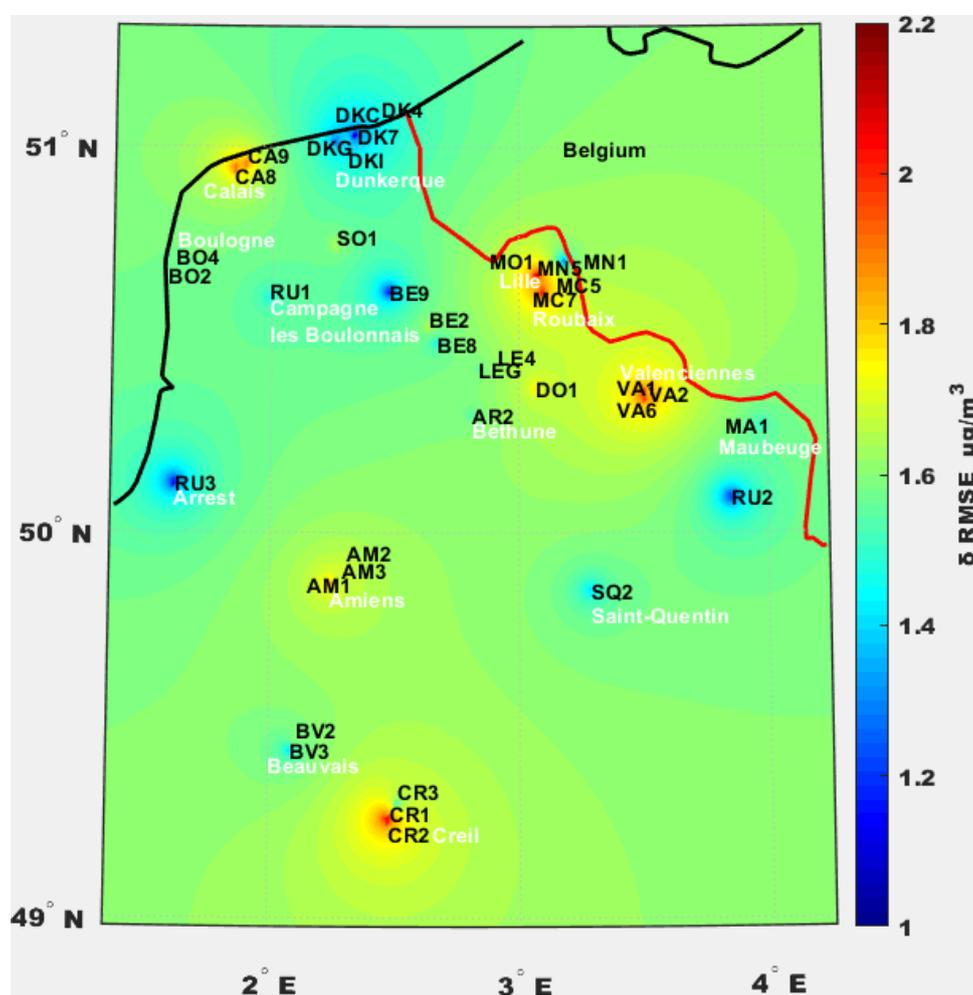 2.2
2
1.8
1.6
1.4
1.2
1
δ RMSE µg/m³
51° N
50° N
49° N
2° E
3° E
4° E
DKC DK4
DKG DK7
DKI
Dunkerque
Belgium
CA9
CA8
Calais
Boulogne
BO4
BO2
SO1
RU1
Campagne
les Boulonnais
BE9
BE2
BE8
MO1 MN5 MN1
Lille MC5
MC7
Roubaix
LE4
LEG
DO1
AR2
Bethune
Valenciennes
VA1 VA2
VA6
MA1
Maubeuge
RU3
Arrest
RU2
AM2
AM3
AM1
Amiens
SQ2
Saint-Quentin
BV2
BV3
Beauvais
CR3
CR1
CR2 Creil